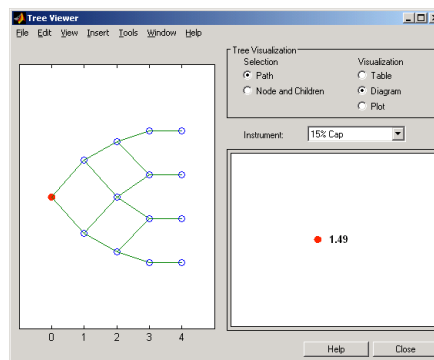 Tree Viewer
File Edit View Insert Tools Window Help
Tree Visualization
Selection Visualization
Path Table
Node and Children Diagram
Plot
Instrument: 15% Cap
1.49
0 1 2 3 4
Help Close